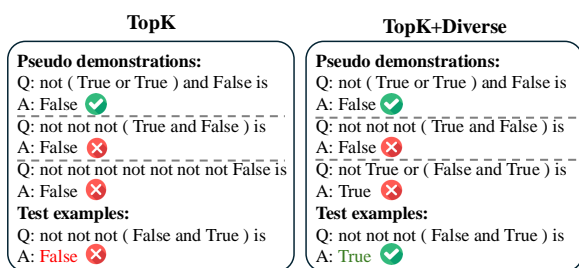 TopK
Pseudo demonstrations:
Q: not ( True or True ) and False is
A: False
Q: not not not ( True and False ) is
A: False
Q: not not not not not not not False is
A: False
Test examples:
Q: not not not ( False and True ) is
A: False
TopK+Diverse
Pseudo demonstrations:
Q: not ( True or True ) and False is
A: False
Q: not not not ( True and False ) is
A: False
Q: not True or ( False and True ) is
A: True
Test examples:
Q: not not not ( False and True ) is
A: True